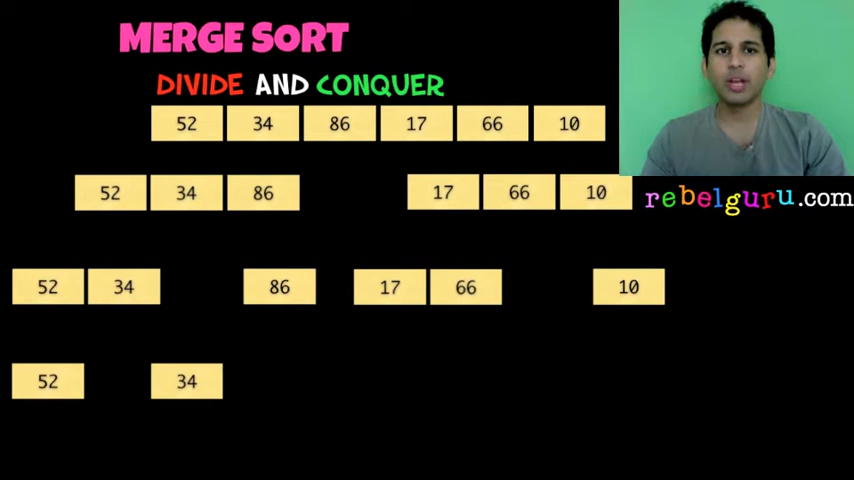 MERGE SORT
DIVIDE AND CONQUER
52 34 86 17 66 10
52 34 86 17 66 10
rebelguru.com
52 34 86 17 66 10
52 34